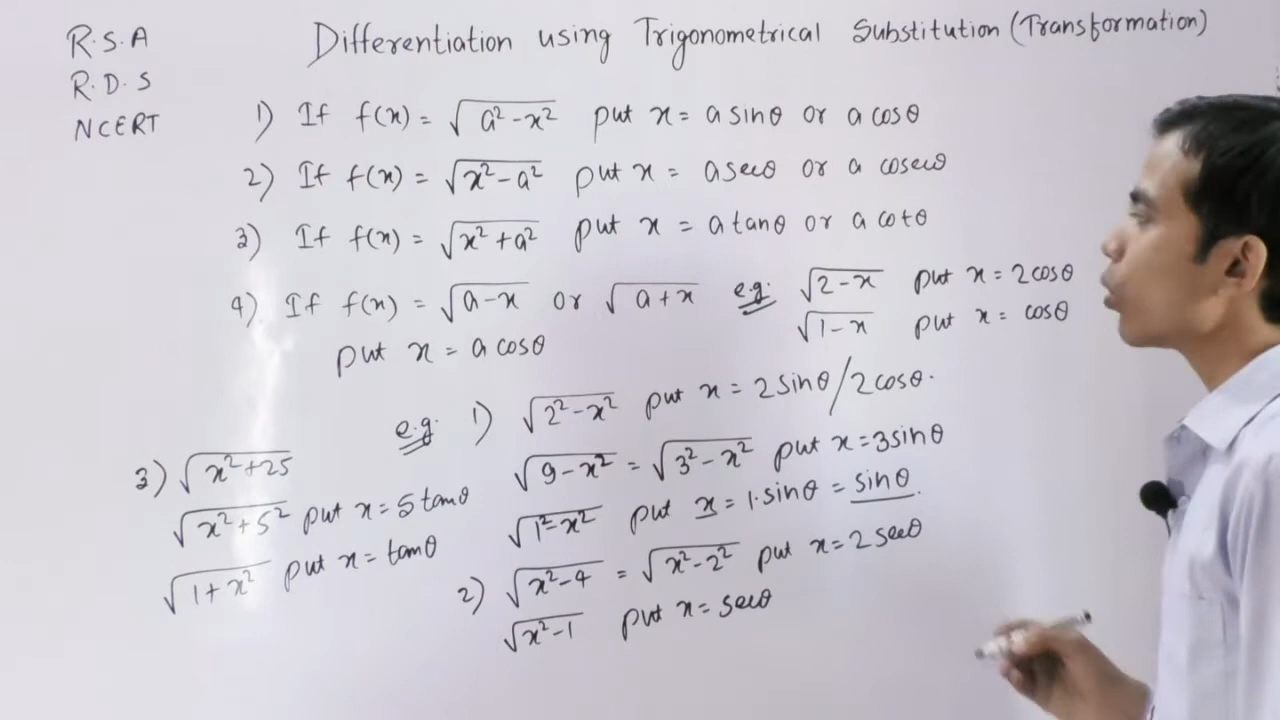 R.S.A
R.D.S
NCERT
Differentiation using Trigonometrical Substitution (Transformation)
1) If f(x) = √(a²-x²) put x = a sinθ or a cosθ
2) If f(x) = √(x²-a²) put x = a secθ or a cosecθ
3) If f(x) = √(x²+a²) put x = a tanθ or a cotθ
4) If f(x) = √(a-x) or √(a+x) e.g: √(2-x) put x = 2cosθ
√(1-x) put x = cosθ
put x = a cosθ
e.g: 1) √(2²-x²) put x = 2sinθ/2cosθ.
√(9-x²) = √(3²-x²) put x=3sinθ
√(1²-x²) put x = 1.sinθ = sinθ.
2) √(x²-4) = √(x²-2²) put x=2secθ
√(x²-1) put x= secθ
3) √(x²+25)
√(x²+5²) put x=5tanθ
√(1+x²) put x= tanθ